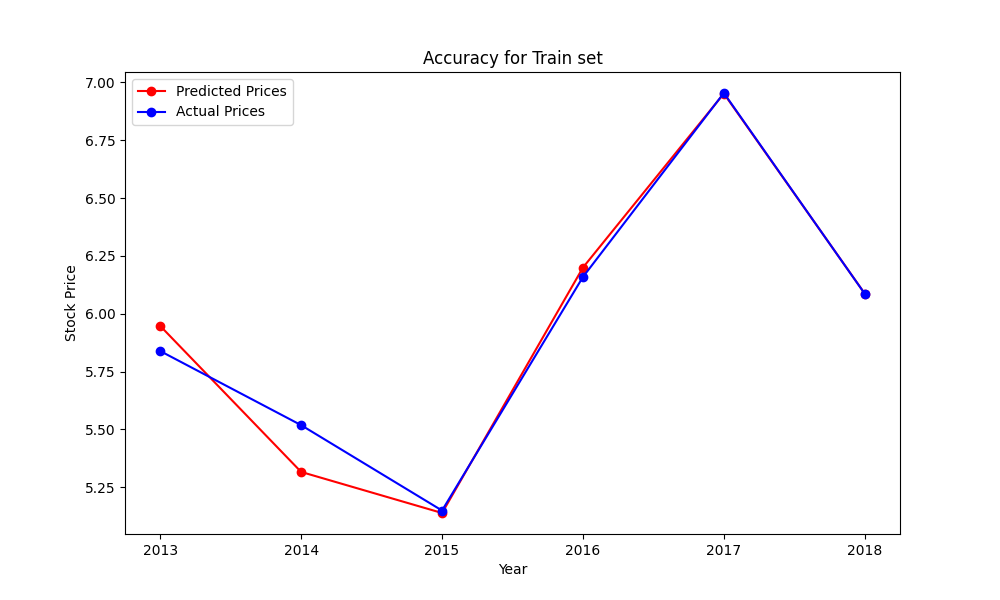 Accuracy for Train set
Predicted Prices
Actual Prices
Stock Price
7.00
6.75
6.50
6.25
6.00
5.75
5.50
5.25
2013 2014 2015 2016 2017 2018
Year